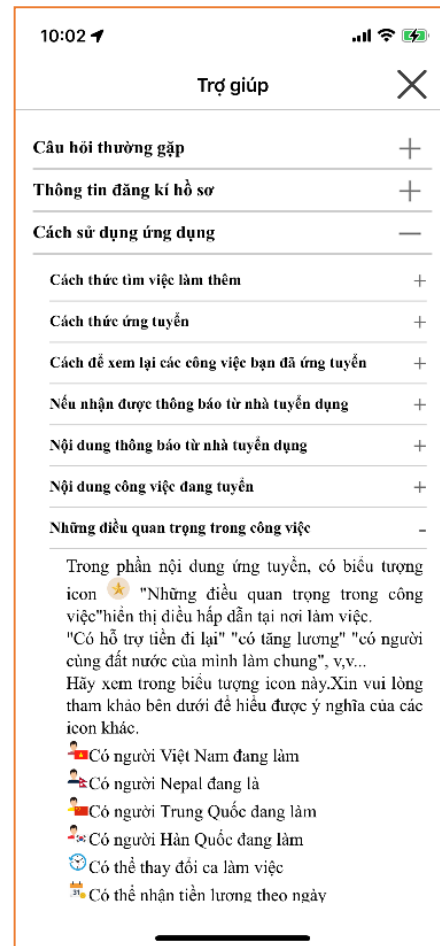 10:02
Trợ giúp
Câu hỏi thường gặp
Thông tin đăng kí hồ sơ
Cách sử dụng ứng dụng
Cách thức tìm việc làm thêm
Cách thức ứng tuyển
Cách để xem lại các công việc bạn đã ứng tuyển
Nếu nhận được thông báo từ nhà tuyển dụng
Nội dung thông báo từ nhà tuyển dụng
Nội dung công việc đang tuyển
Những điều quan trọng trong công việc
Trong phần nội dung ứng tuyển, có biểu tượng
icon "Những điều quan trọng trong công
việc"hiển thị điều hấp dẫn tại nơi làm việc.
"Có hỗ trợ tiền đi lại" "có tăng lương" "có người
cùng đất nước của mình làm chung", v,v...
Hãy xem trong biểu tượng icon này.Xin vui lòng
tham khảo bên dưới để hiểu được ý nghĩa của các
icon khác.
Có người Việt Nam đang làm
Có người Nepal đang là
Có người Trung Quốc đang làm
Có người Hàn Quốc đang làm
Có thể thay đổi ca làm việc
Có thể nhận tiền lương theo ngày